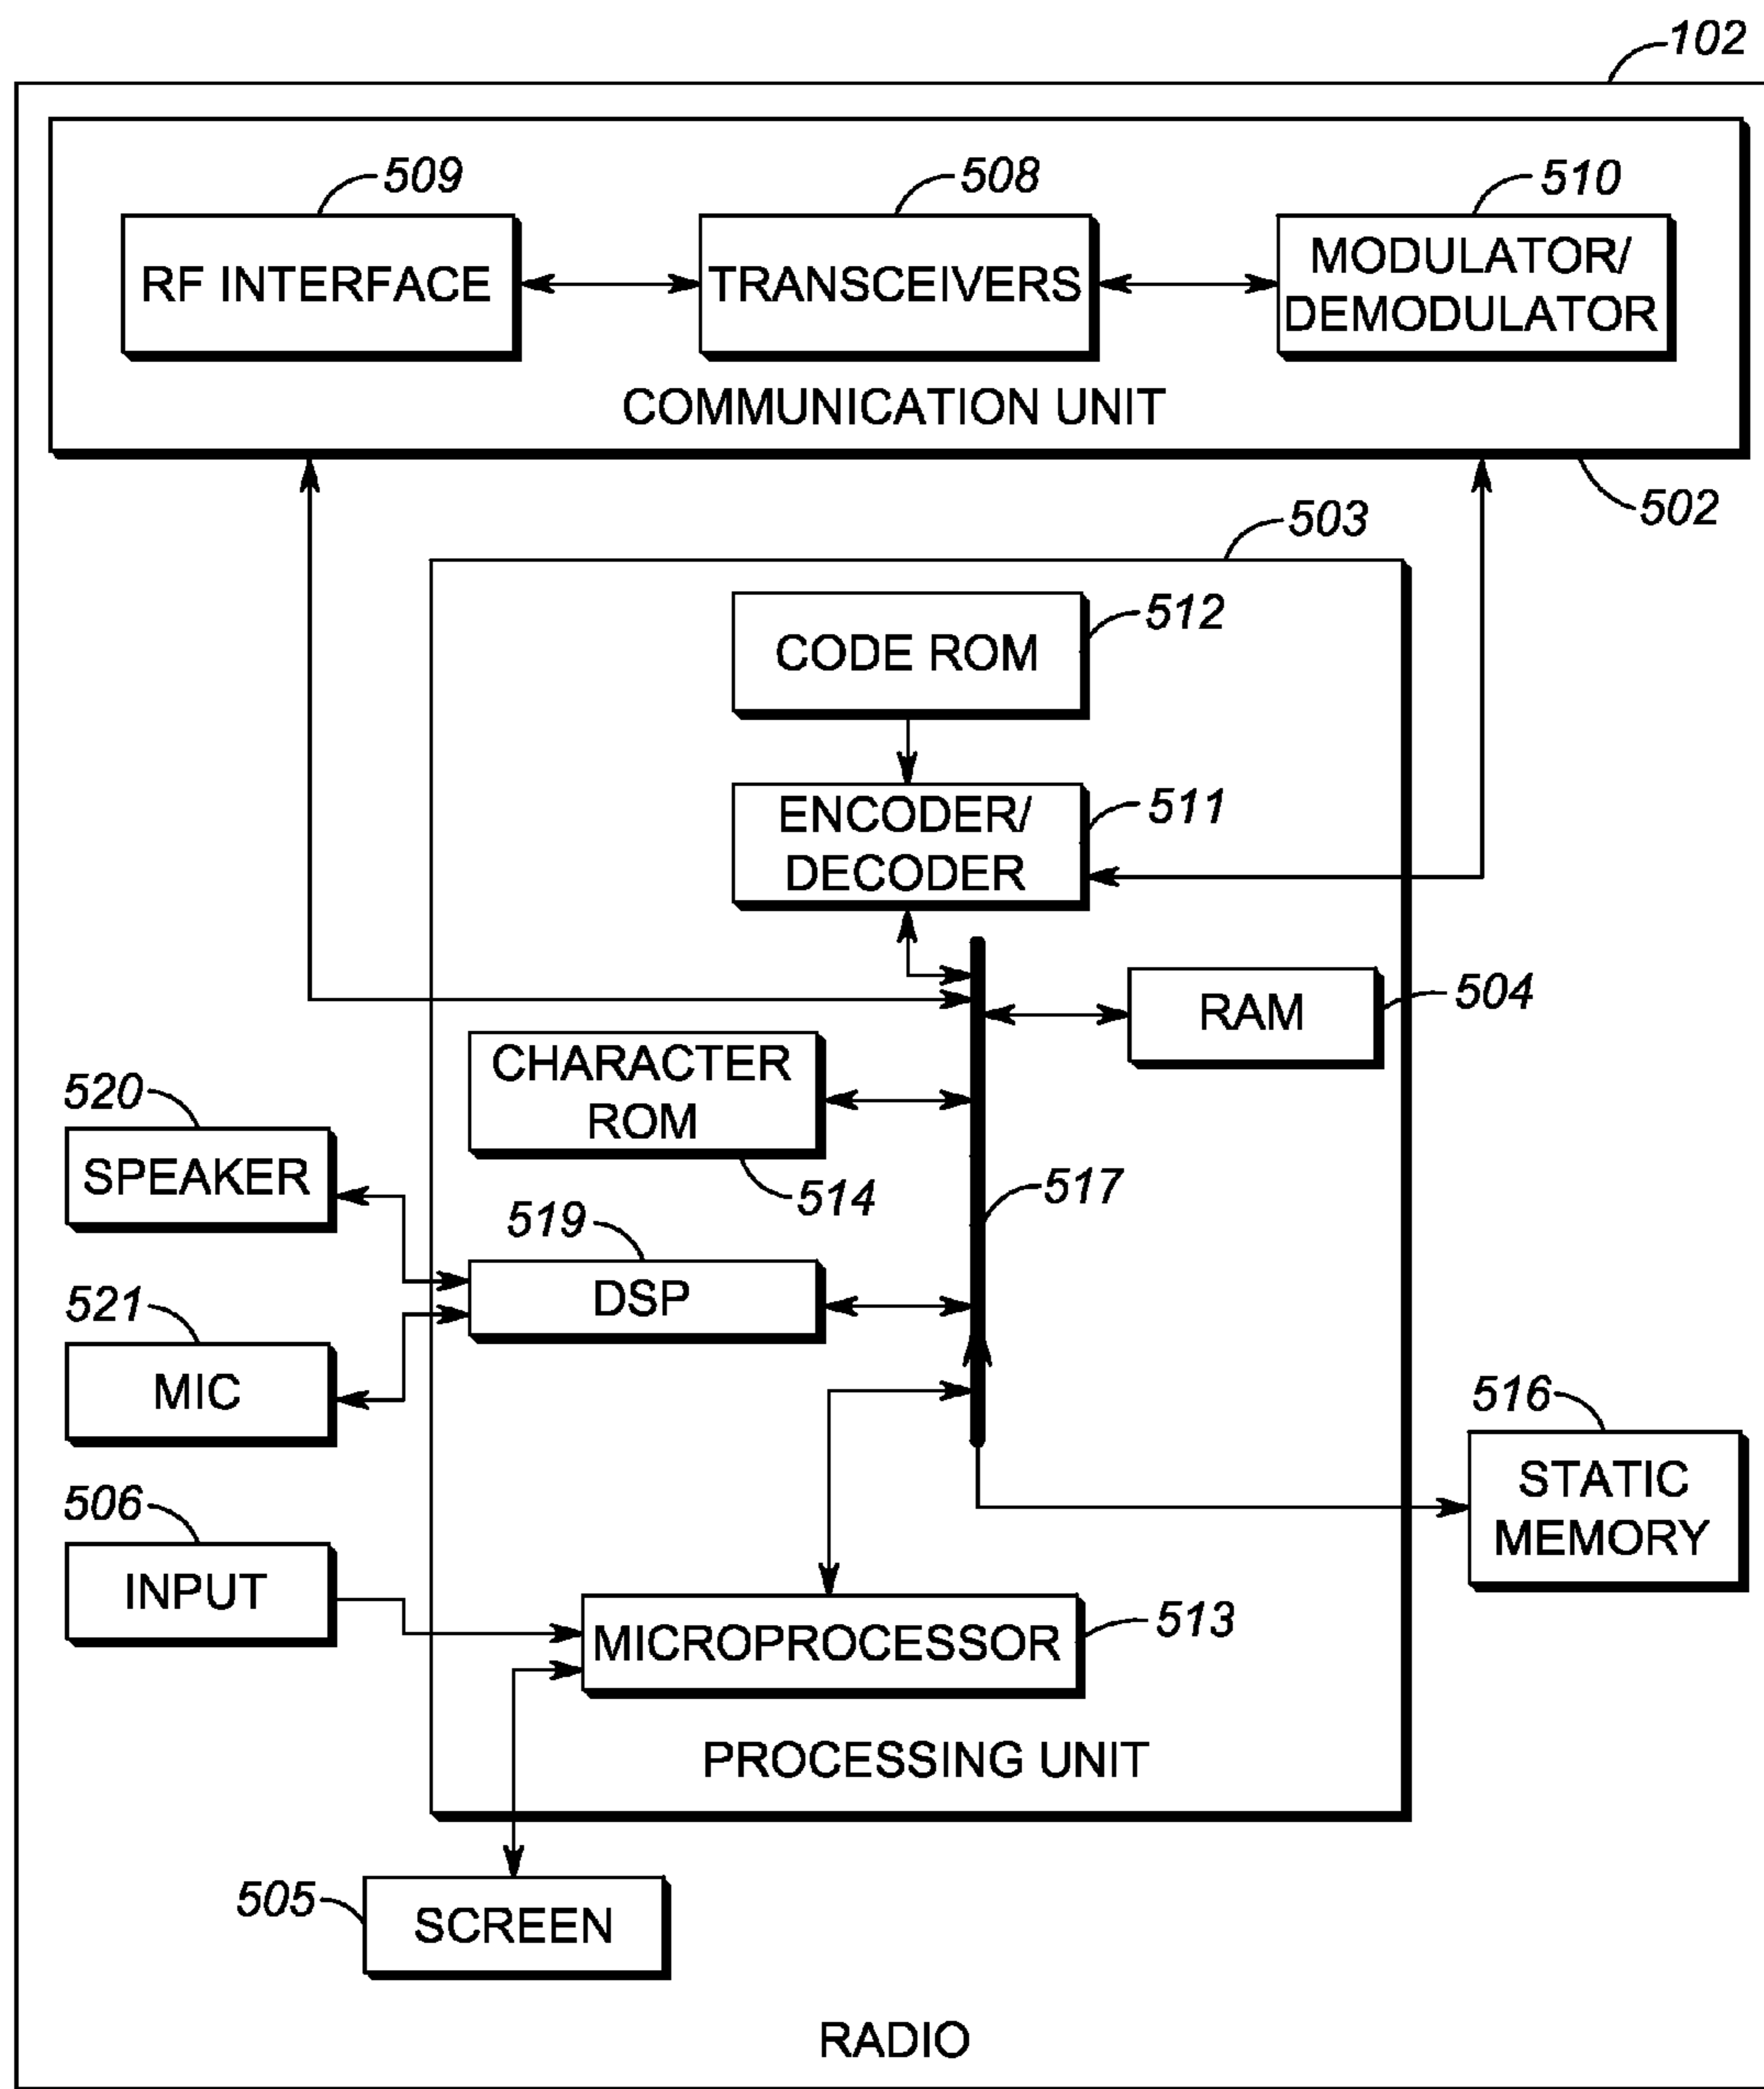 102
509
508
510
RF INTERFACE
TRANSCEIVERS
MODULATOR/
DEMODULATOR
COMMUNICATION UNIT
502
503
512
CODE ROM
511
ENCODER/
DECODER
504
RAM
CHARACTER
ROM
520
SPEAKER
514
517
519
DSP
521
MIC
516
STATIC
MEMORY
506
INPUT
513
MICROPROCESSOR
PROCESSING UNIT
505
SCREEN
RADIO